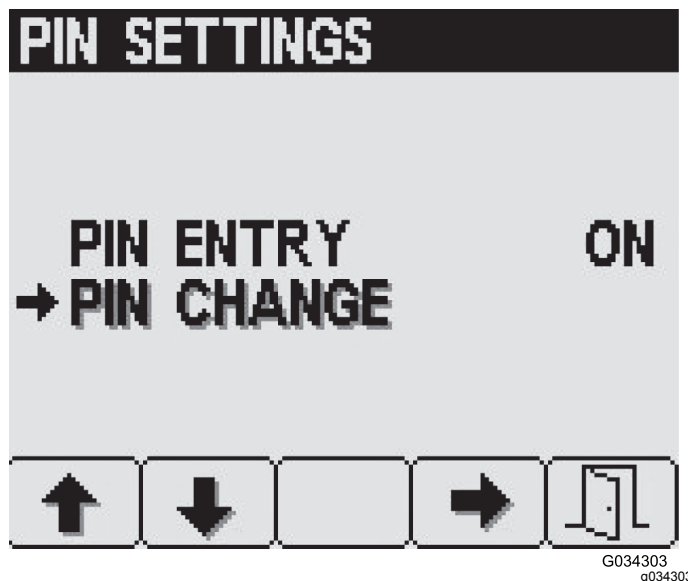 PIN SETTINGS
PIN ENTRY ON
PIN CHANGE
G034303
g034303